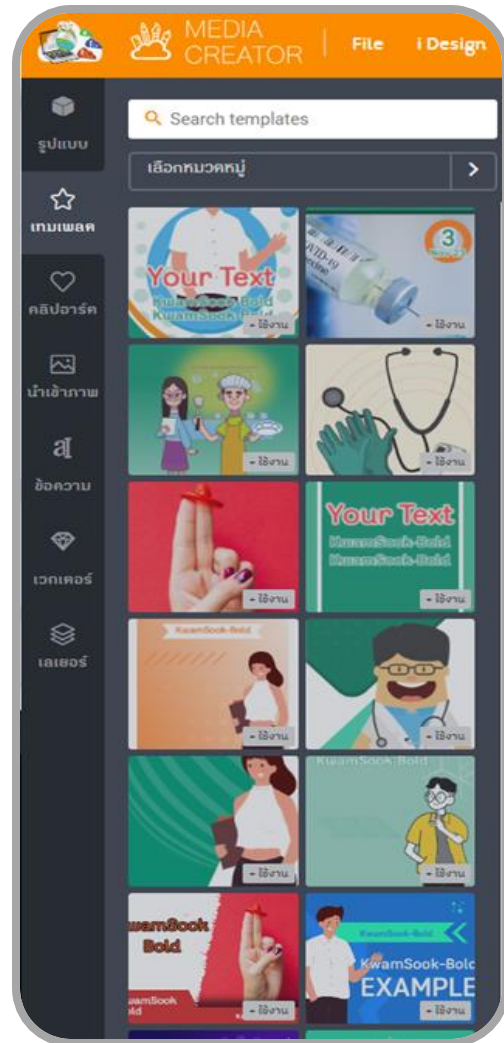 MEDIA
CREATOR
File
i Design
รูปแบบ
Search templates
เลือกหมวดหมู่
เทมเพลต
คลิปอาร์ค
นำเข้าภาพ
ข้อความ
เวกเตอร์
เลเยอร์
Your Text
KwamSook-Bold
KwamSook-Bold
- ใช้งาน
3
- ใช้งาน
- ใช้งาน
- ใช้งาน
- ใช้งาน
Your Text
KwamSook-Bold
KwamSook-Bold
- ใช้งาน
KwamSook-Bold
- ใช้งาน
- ใช้งาน
- ใช้งาน
KwamSook-Bold
- ใช้งาน
Bold
- ใช้งาน
KwamSook-Bold
KwamSook-Bold
EXAMPLE
- ใช้งาน